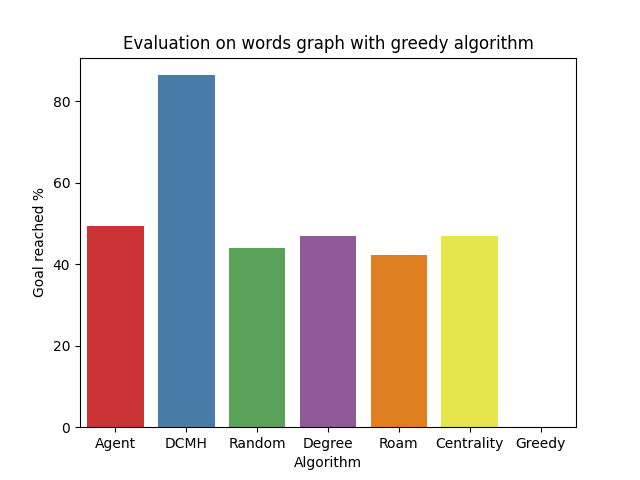 Evaluation on words graph with greedy algorithm
Goal reached %
80
60
40
20
0
Agent DCMH Random Degree Roam Centrality Greedy
Algorithm